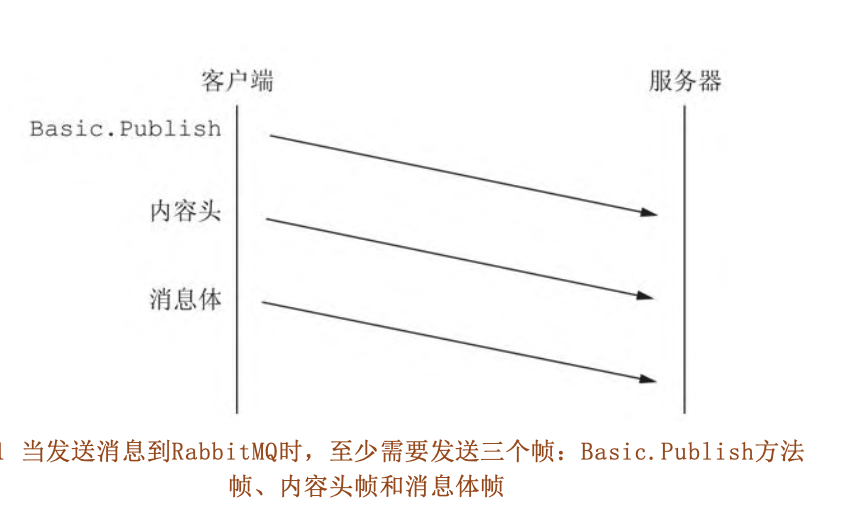 客户端
服务器
Basic.Publish
内容头
消息体
1 当发送消息到RabbitMQ时，至少需要发送三个帧：Basic.Publish方法
帧、内容头帧和消息体帧